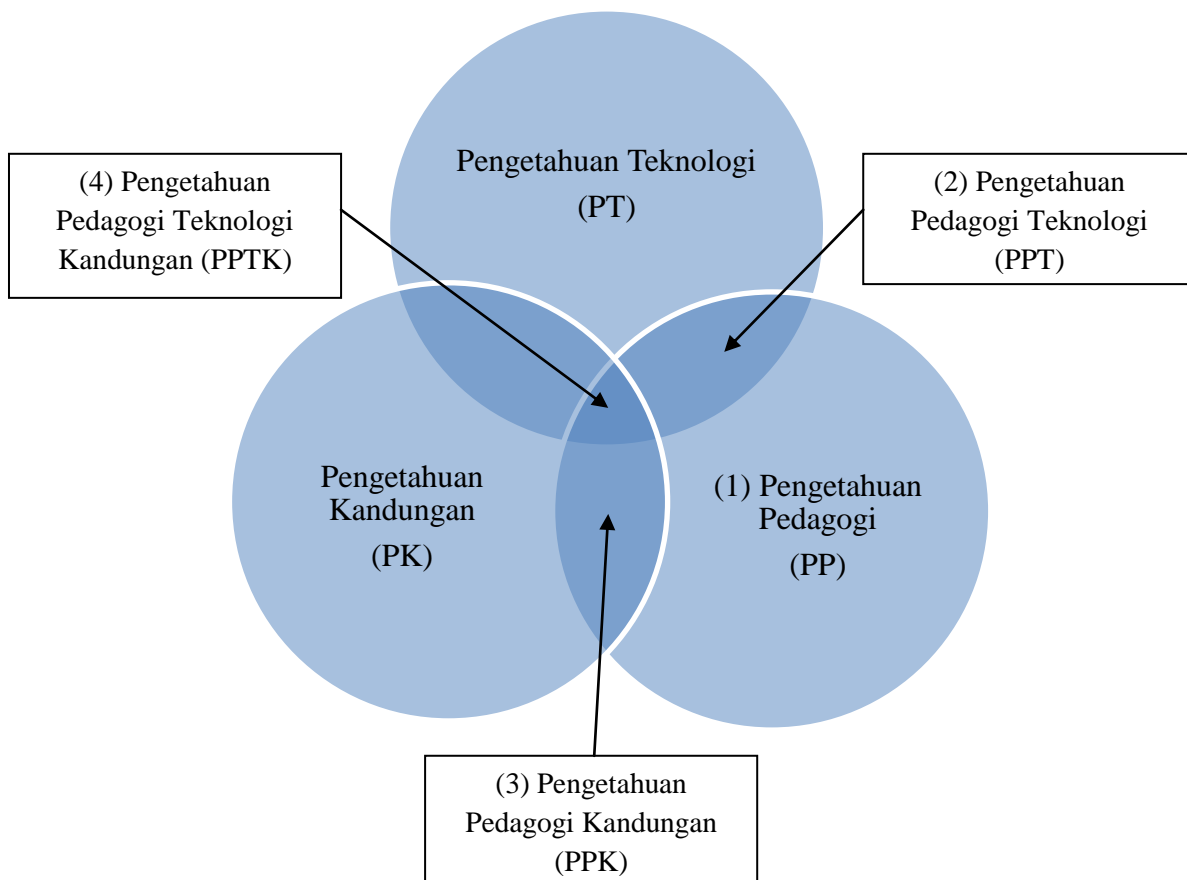 Pengetahuan Teknologi
(PT)
(4) Pengetahuan
Pedagogi Teknologi
Kandungan (PPTK)
(2) Pengetahuan
Pedagogi Teknologi
(PPT)
Pengetahuan
Kandungan
(PK)
(1) Pengetahuan
Pedagogi
(PP)
(3) Pengetahuan
Pedagogi Kandungan
(PPK)